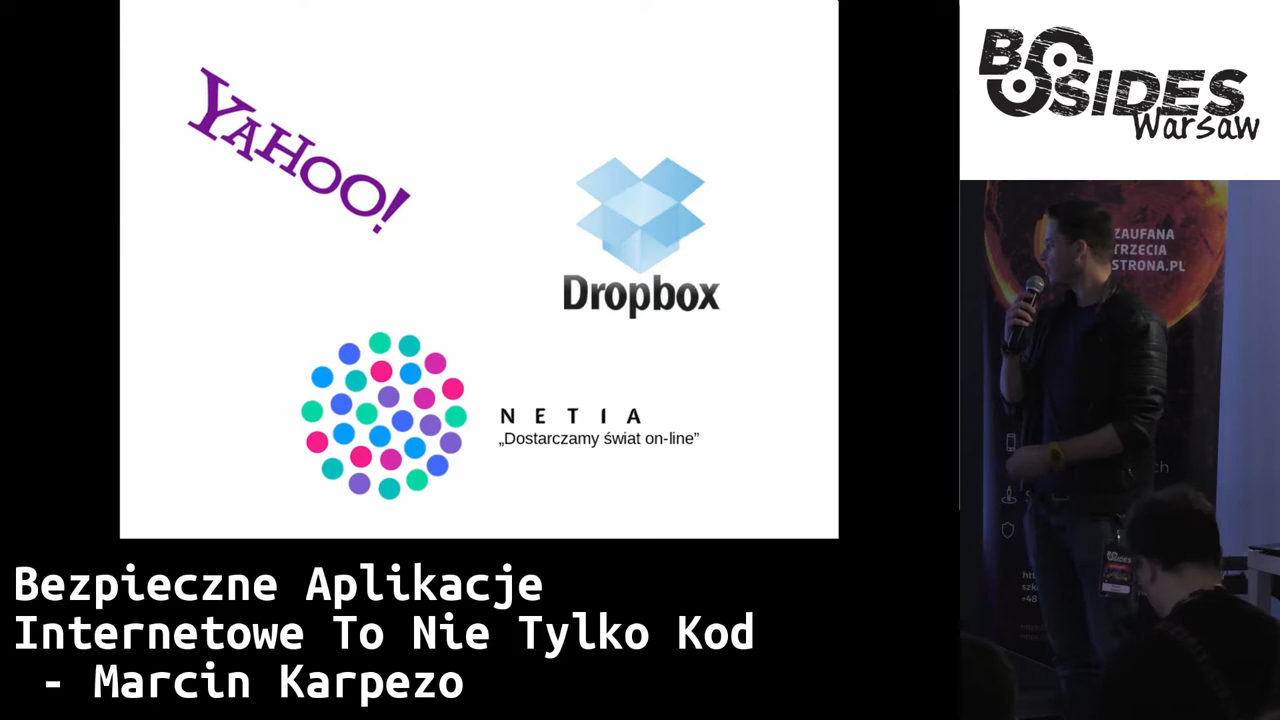 YAHOO!
Dropbox
NETIA
„Dostarczamy świat on-line”
BSIDES
Warsaw
ZAUFANA
TRZECIA
STRONA.PL
BSIDES
Bezpieczne Aplikacje
Internetowe To Nie Tylko Kod
- Marcin Karpezo